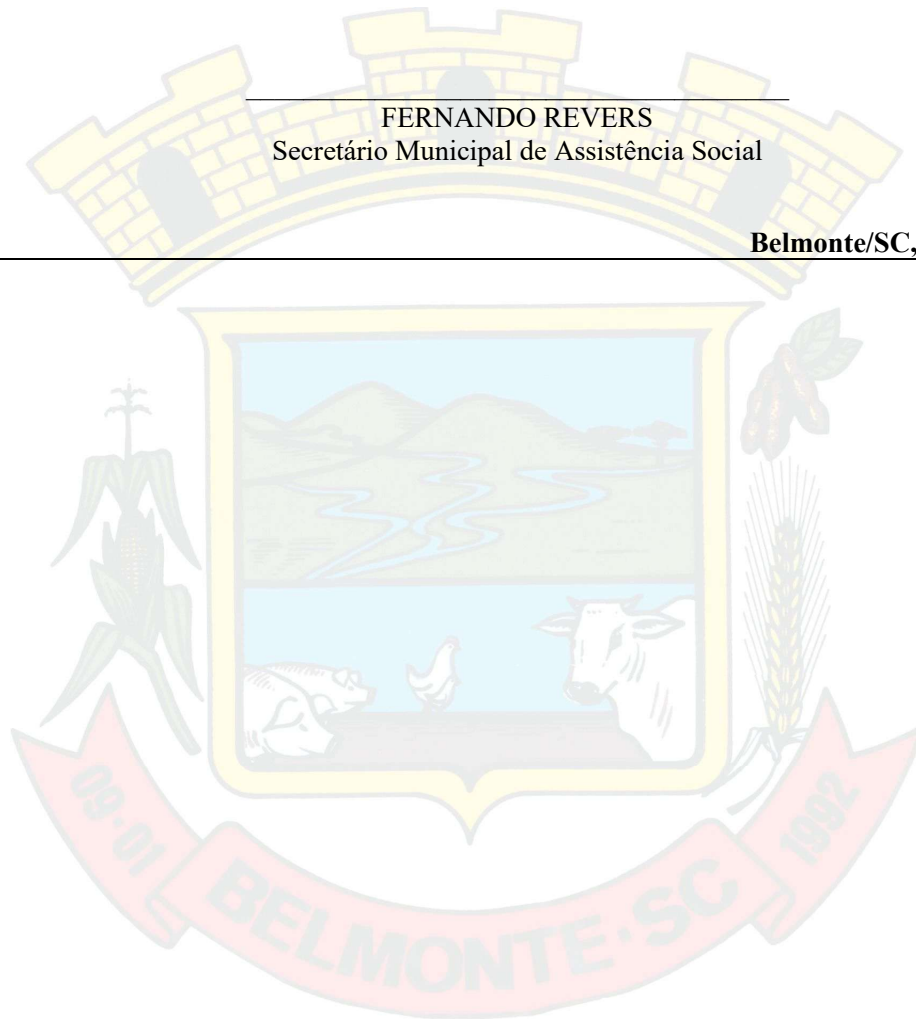 FERNANDO REVERS
Secretário Municipal de Assistência Social
Belmonte/SC,
09-01
BELMONTE-SC
1992